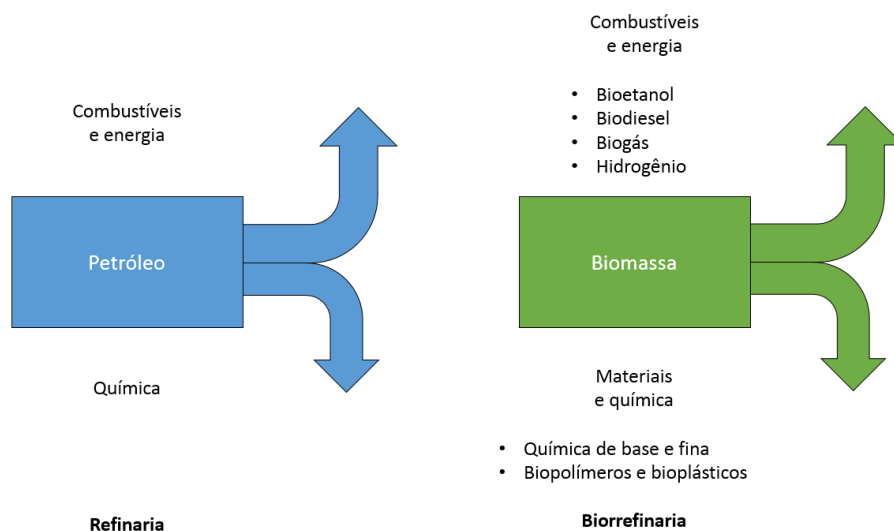 Combustíveis
e energia
Petróleo
Química
Refinaria
Combustíveis
e energia
• Bioetanol
• Biodiesel
• Biogás
• Hidrogênio
Biomassa
Materiais
e química
• Química de base e fina
• Biopolímeros e bioplásticos
Biorrefinaria